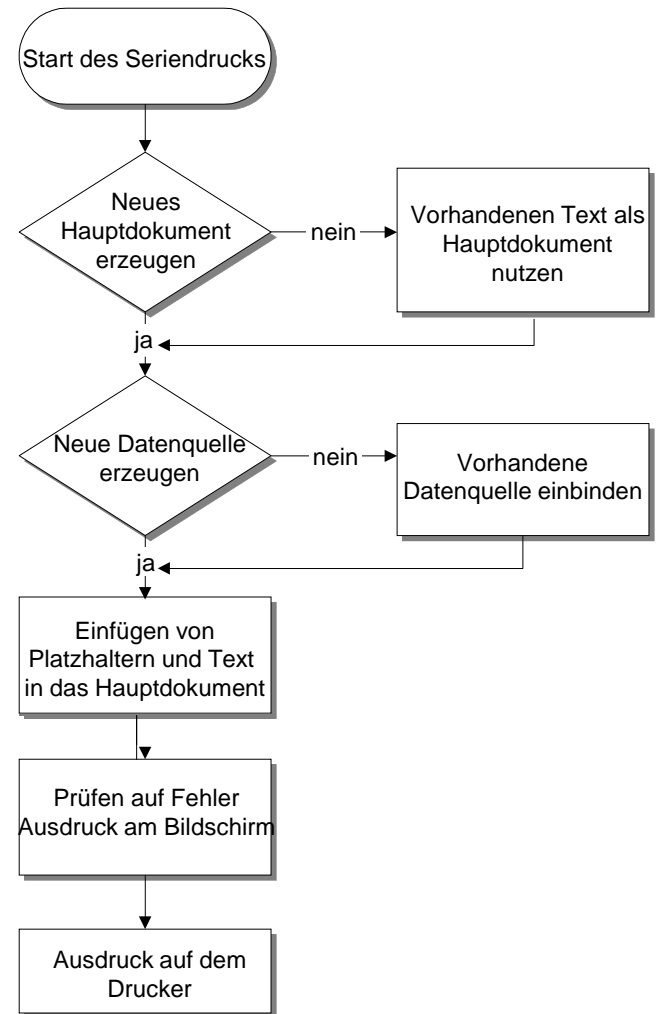 Start des Seriendrucks
Neues
Hauptdokument
erzeugen
nein
Vorhandenen Text als
Hauptdokument
nutzen
ja
Neue Datenquelle
erzeugen
nein
Vorhandene
Datenquelle einbinden
ja
Einfügen von
Platzhaltern und Text
in das Hauptdokument
Prüfen auf Fehler
Ausdruck am Bildschirm
Ausdruck auf dem
Drucker